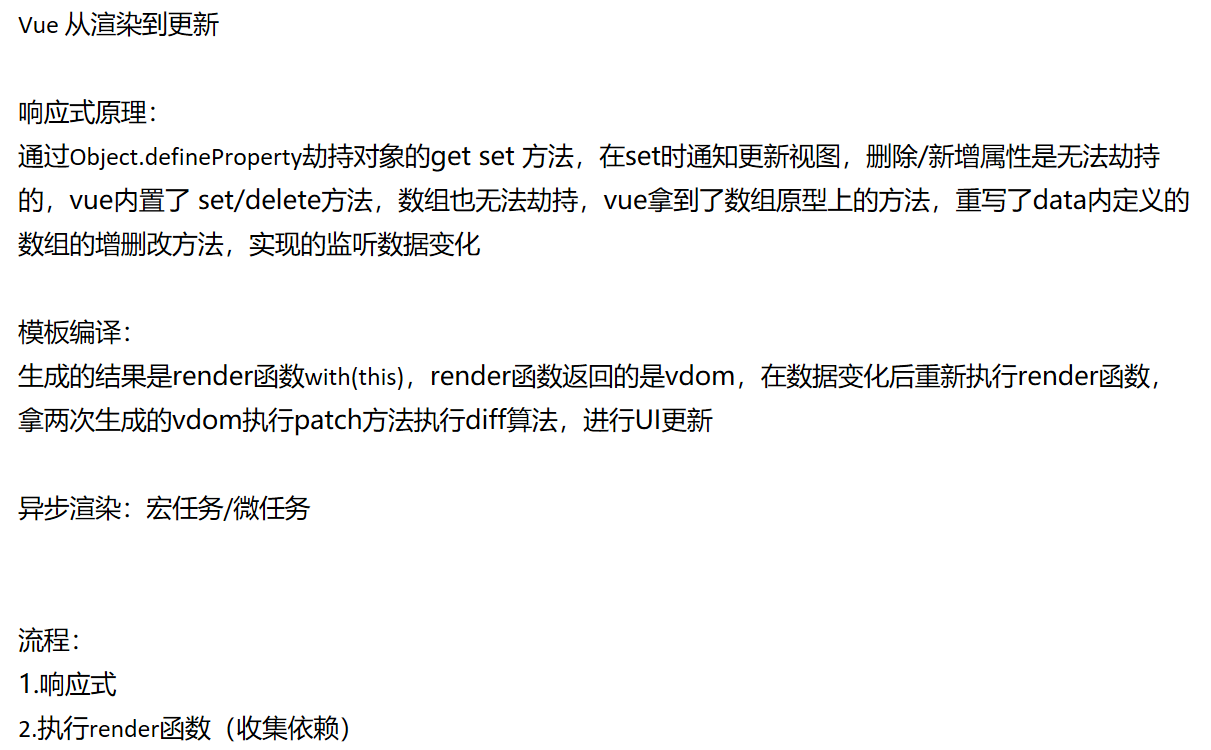 Vue 从渲染到更新
响应式原理：
通过Object.defineProperty劫持对象的get set 方法，在set时通知更新视图，删除/新增属性是无法劫持
的，vue内置了 set/delete方法，数组也无法劫持，vue拿到了数组原型上的方法，重写了data内定义的
数组的增删改方法，实现的监听数据变化
模板编译：
生成的结果是render函数with(this)，render函数返回的是vdom，在数据变化后重新执行render函数，
拿两次生成的vdom执行patch方法执行diff算法，进行UI更新
异步渲染：宏任务/微任务
流程：
1.响应式
2.执行render函数（收集依赖）